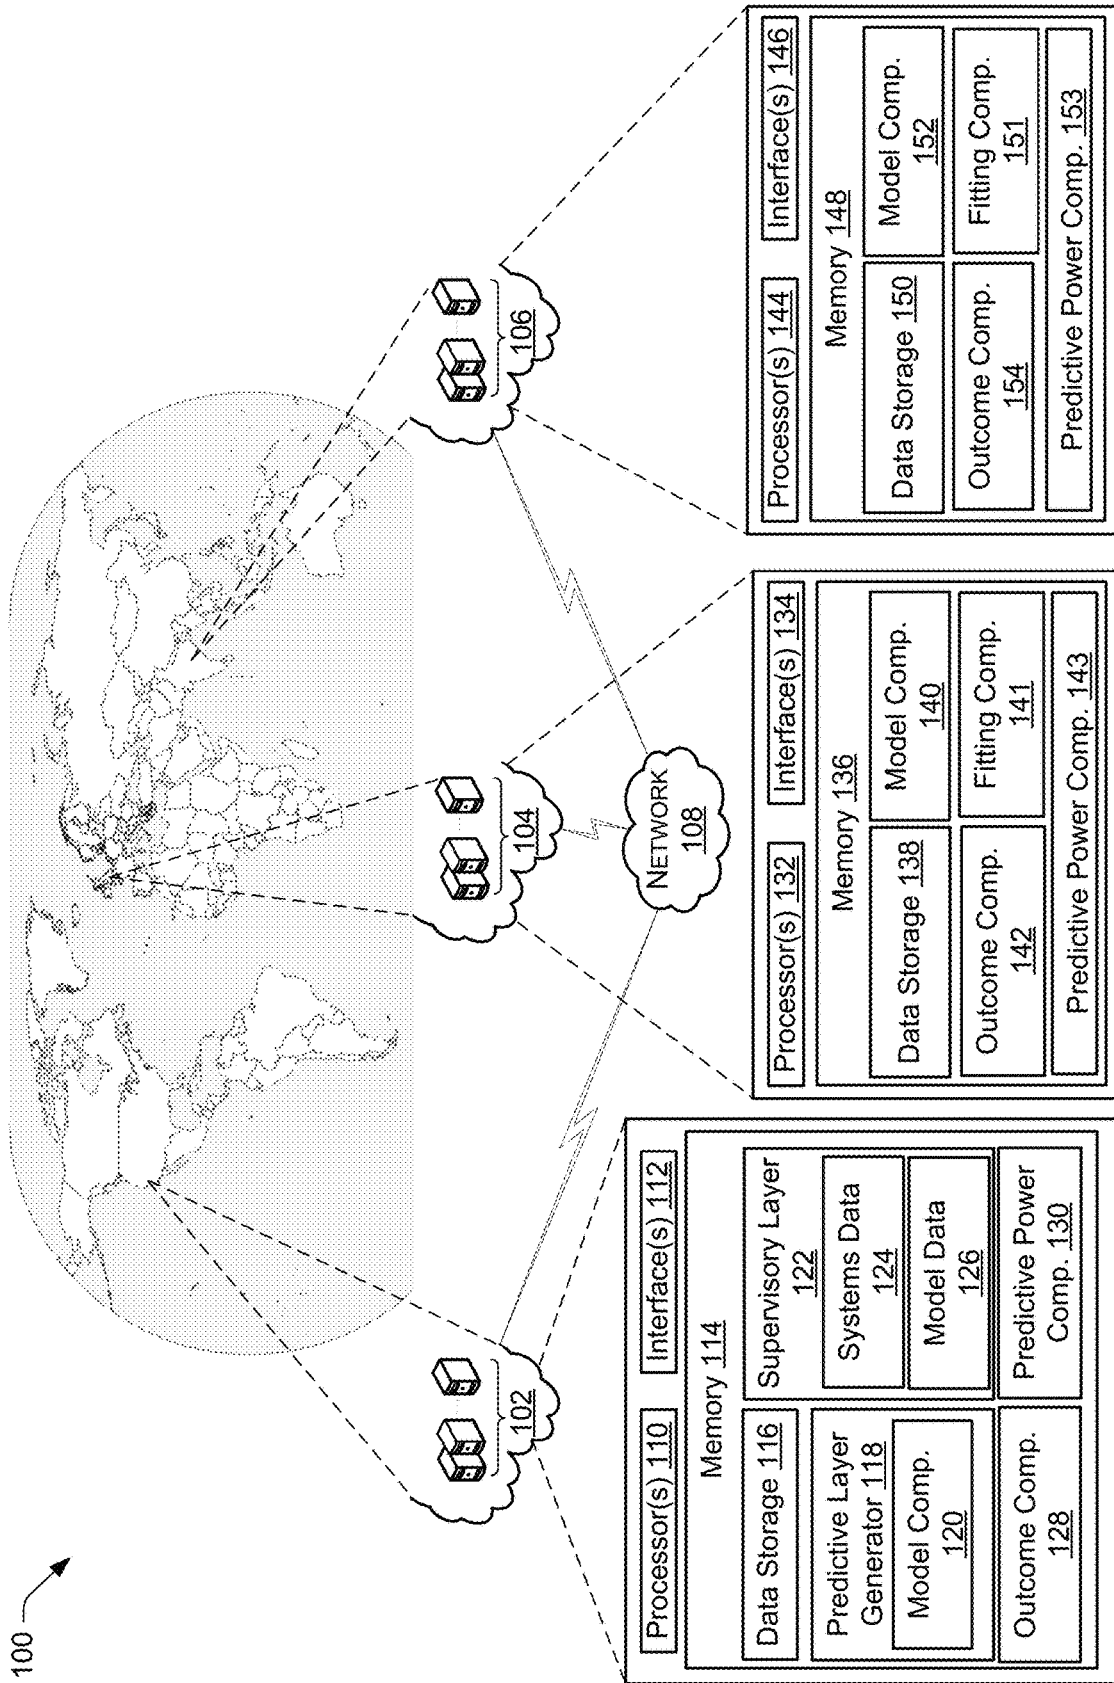 100
102
104
106
NETWORK
108
Processor(s) 110
Interface(s) 112
Memory 114
Data Storage 116
Predictive Layer
Generator 118
Model Comp.
120
Supervisory Layer
122
Systems Data
124
Model Data
126
Outcome Comp.
128
Predictive Power
Comp. 130
Processor(s) 132
Interface(s) 134
Memory 136
Data Storage 138
Model Comp.
140
Outcome Comp.
142
Fitting Comp.
141
Predictive Power Comp. 143
Processor(s) 144
Interface(s) 146
Memory 148
Data Storage 150
Model Comp.
152
Outcome Comp.
154
Fitting Comp.
151
Predictive Power Comp. 153